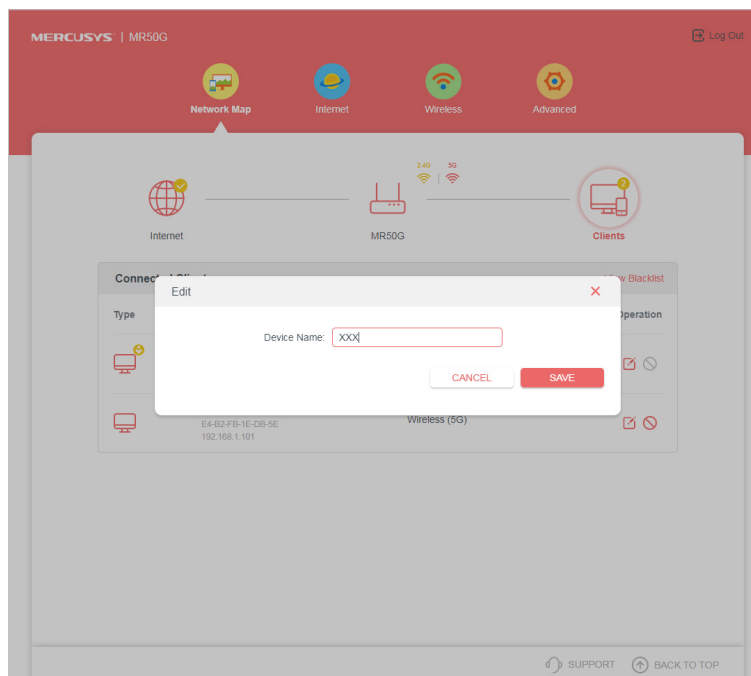 MERCUSYS | MR50G
Log Out
Network Map
Internet
Wireless
Advanced
2.4G 5G
2
Internet
MR50G
Clients
Blacklist
Edit
Type
Operation
Device Name: XXX
CANCEL
SAVE
E4-B2-FB-1E-DB-5E
Wireless (5G)
192.168.1.101
SUPPORT
BACK TO TOP